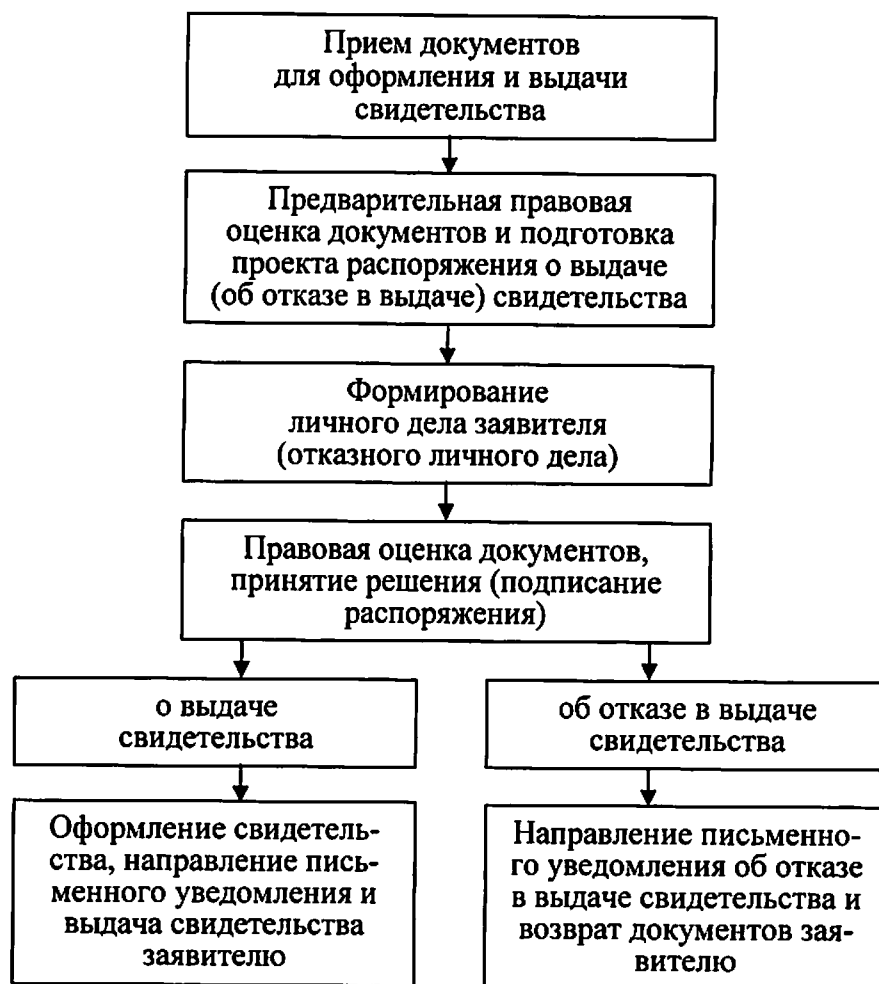 Прием документов
для оформления и выдачи
свидетельства
Предварительная правовая
оценка документов и подготовка
проекта распоряжения о выдаче
(об отказе в выдаче) свидетельства
Формирование
личного дела заявителя
(отказного личного дела)
Правовая оценка документов,
принятие решения (подписание
распоряжения)
о выдаче
свидетельства
об отказе в выдаче
свидетельства
Оформление свидетель-
ства, направление пись-
менного уведомления и
выдача свидетельства
заявителю
Направление письменно-
го уведомления об отказе
в выдаче свидетельства и
возврат документов зая-
вителю